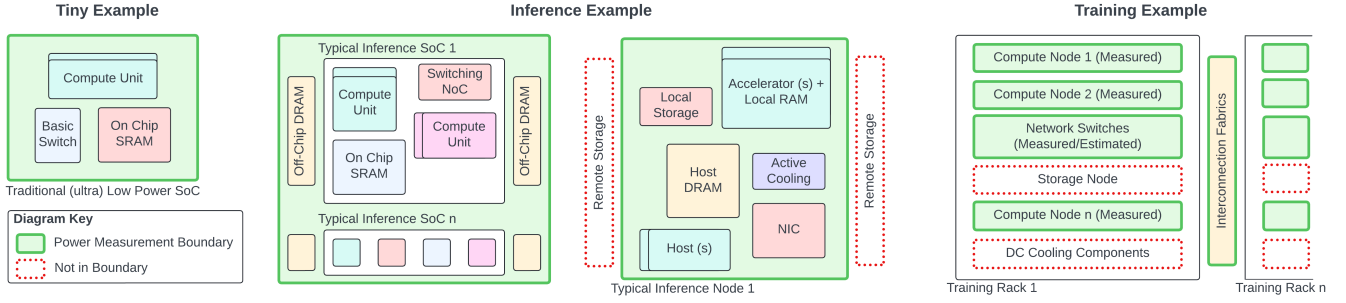 Tiny Example
Compute Unit
Basic
Switch
On Chip
SRAM
Traditional (ultra) Low Power SoC
Diagram Key
Power Measurement Boundary
Not in Boundary
Inference Example
Typical Inference SoC 1
Off-Chip DRAM
Compute
Unit
Switching
NoC
Compute
Unit
On Chip
SRAM
Off-Chip DRAM
Typical Inference SoC n
Remote Storage
Accelerator (s) +
Local RAM
Local
Storage
Host
DRAM
Active
Cooling
NIC
Host (s)
Remote Storage
Typical Inference Node 1
Training Example
Compute Node 1 (Measured)
Compute Node 2 (Measured)
Network Switches
(Measured/Estimated)
Storage Node
Compute Node n (Measured)
DC Cooling Components
Interconnection Fabrics
Training Rack 1
Training Rack n